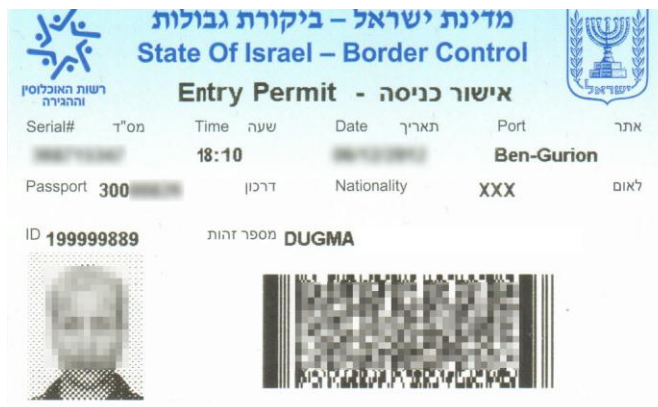 מדינת ישראל – ביקורת גבולות
State Of Israel – Border Control
רשות האוכלוסין
וההגירה
ישראל
Entry Permit - אישור כניסה
Serial# מס"ד Time שעה Date תאריך Port אתר
18:10 Ben-Gurion
Passport 300 דרכון Nationality XXX לאום
ID 199999889 מספר זהות DUGMA